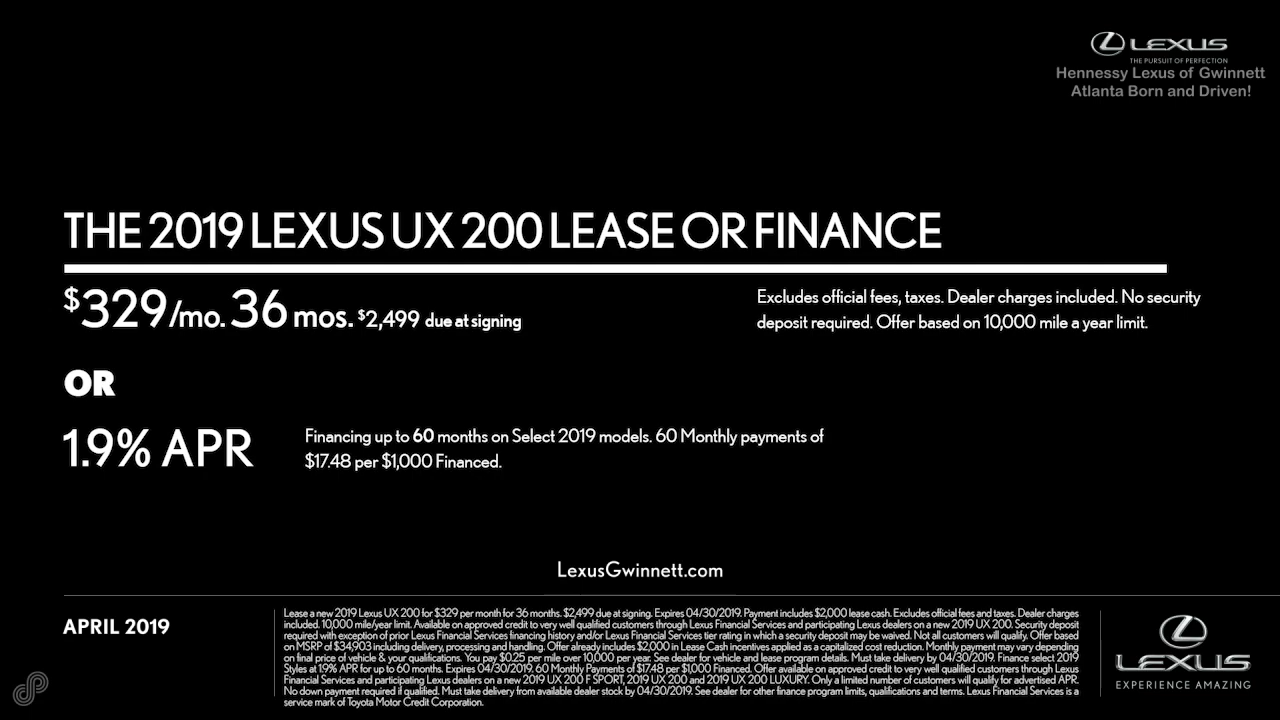 LEXUS
THE PURSUIT OF PERFECTION
Hennessy Lexus of Gwinnett
Atlanta Born and Driven!
THE 2019 LEXUS UX 200 LEASE OR FINANCE
$329/mo. 36 mos. $2,499 due at signing
Excludes official fees, taxes. Dealer charges included. No security
deposit required. Offer based on 10,000 mile a year limit.
OR
1.9% APR
Financing up to 60 months on Select 2019 models. 60 Monthly payments of
$17.48 per $1,000 Financed.
LexusGwinnett.com
APRIL 2019
Lease a new 2019 Lexus UX 200 for $329 per month for 36 months. $2,499 due at signing. Expires 04/30/2019. Payment includes $2,000 lease cash. Excludes official fees and taxes. Dealer charges
included. 10,000 mile/year limit. Available on approved credit to very well qualified customers through Lexus Financial Services and participating Lexus dealers on a new 2019 UX 200. Security deposit
required with exception of prior Lexus Financial Services financing history and/or Lexus Financial Services tier rating in which a security deposit may be waived. Not all customers will qualify. Offer based
on MSRP of $34,903 including delivery, processing and handling. Offer already includes $2,000 in Lease Cash incentives applied as a capitalized cost reduction. Monthly payment may vary depending
on final price of vehicle & your qualifications. You pay $0.25 per mile over 10,000 per year. See dealer for vehicle and lease program details. Must take delivery by 04/30/2019. Finance select 2019
Styles at 1.9% APR for up to 60 months. Expires 04/30/2019. 60 Monthly Payments of $17.48 per $1,000 Financed. Offer available on approved credit to very well qualified customers through Lexus
Financial Services and participating Lexus dealers on a new 2019 UX 200 F SPORT, 2019 UX 200 and 2019 UX 200 LUXURY. Only a limited number of customers will qualify for advertised APR.
No down payment required if qualified. Must take delivery from available dealer stock by 04/30/2019. See dealer for other finance program limits, qualifications and terms. Lexus Financial Services is a
service mark of Toyota Motor Credit Corporation.
LEXUS
EXPERIENCE AMAZING